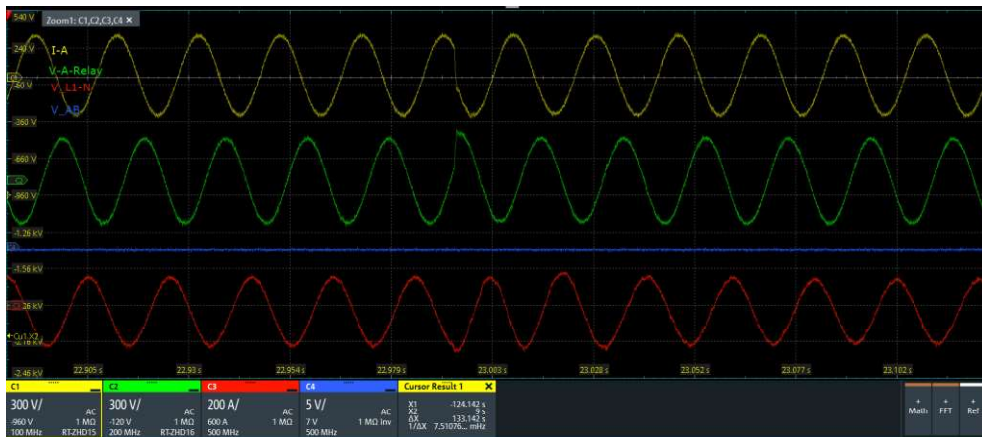 540 V
Zoom1: C1,C2,C3,C4 ×
240 V
I-A
V-A-Relay
-60 V
V_L1-N
V_AB
-360 V
-660 V
-960 V
-1.26 kV
-1.56 kV
-2.46 kV
22.905 s 22.93 s 22.954 s 22.979 s 23.003 s 23.028 s 23.052 s 23.077 s 23.102
C1 C2 C3 C4 Cursor Result 1 ×
300 V/ 300 V/ 200 A/ 5 V/
AC AC AC AC
-960 V 1 MΩ -120 V 1 MΩ 600 A 1 MΩ 7 V 1 MΩ inv
100 MHz RT-ZHD15 200 MHz RT-ZHD16 500 MHz 500 MHz
X1 -124.142 s
X2 9 s
ΔX 133.142 s
1/ΔX 7.51076... mHz
+ + +
Math FFT Ref